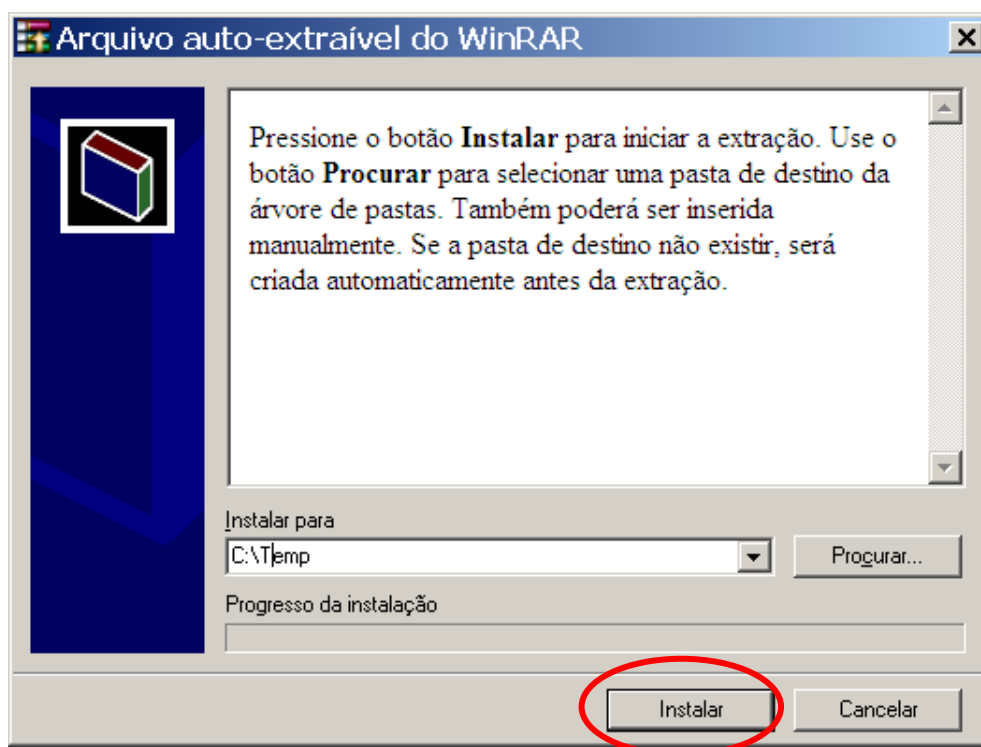 Arquivo auto-extraível do WinRAR
Pressione o botão Instalar para iniciar a extração. Use o
botão Procurar para selecionar uma pasta de destino da
árvore de pastas. Também poderá ser inserida
manualmente. Se a pasta de destino não existir, será
criada automaticamente antes da extração.
Instalar para
C:\Temp
Procurar...
Progresso da instalação
Instalar
Cancelar